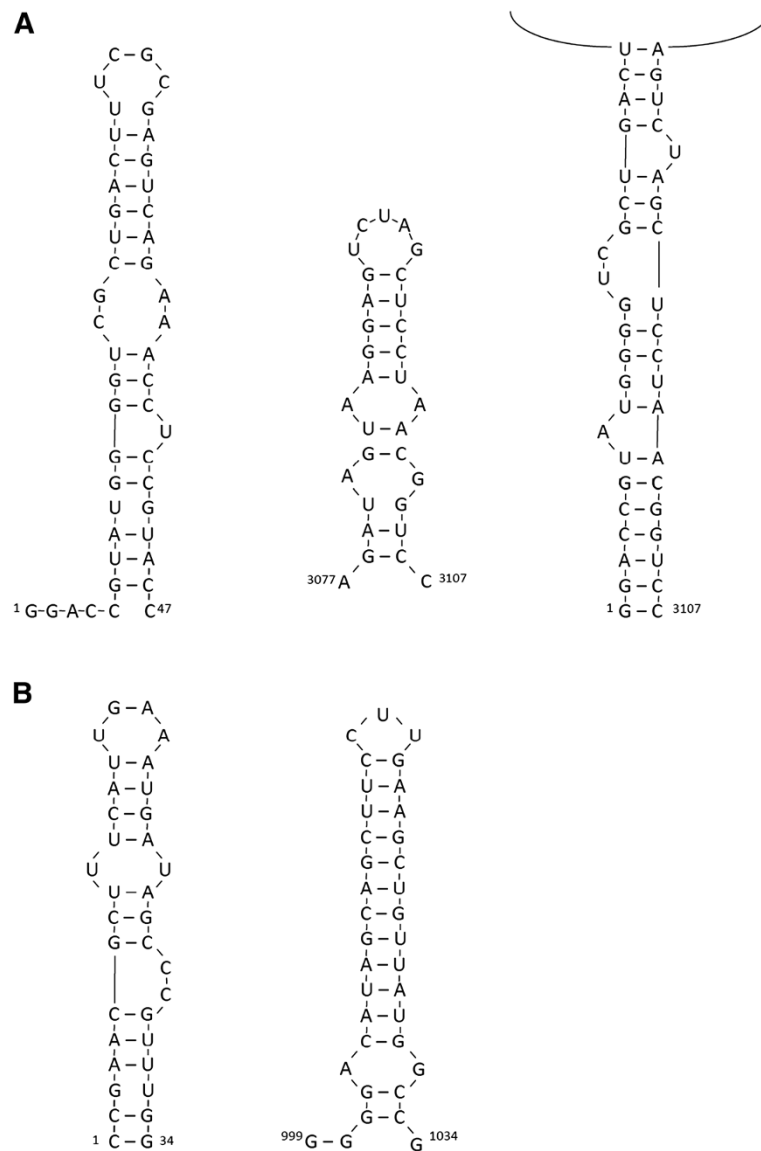 A
C–G
U C
U G
U–A
C–G
A–U
G–C
U–A
C–G
G A
C A
U–A
G–C
G–C
U
G–C
G–C
U–G
A–U
U–A
G–C
1 G–G–A–C–C–C C 47
U
C A
U G
G–C
A–U
G–C
G–C
A–U
A A
U A
G–C
A G
U G
A–U
G–C
3077 A C 3107
U–A
C–G
A–U
G–C
U
U–A
C–G
G–C
C
U
G–U
G–C
G–C
G–U
U–A
A
U–A
G–C
C–G
C–G
A–U
G–C
1 G–C 3107
B
G–A
U A
U–A
A–U
C–G
U–A
U U
U–A
C–G
G–C
C
C
C–G
A–U
A–U
G–U
C–G
1 C–G 34
U
C U
C–G
U–A
U–A
C–G
G–C
A–U
C–G
G–U
A–U
U–A
A–U
C–G
A G
G–C
G–C
999 G–G G 1034